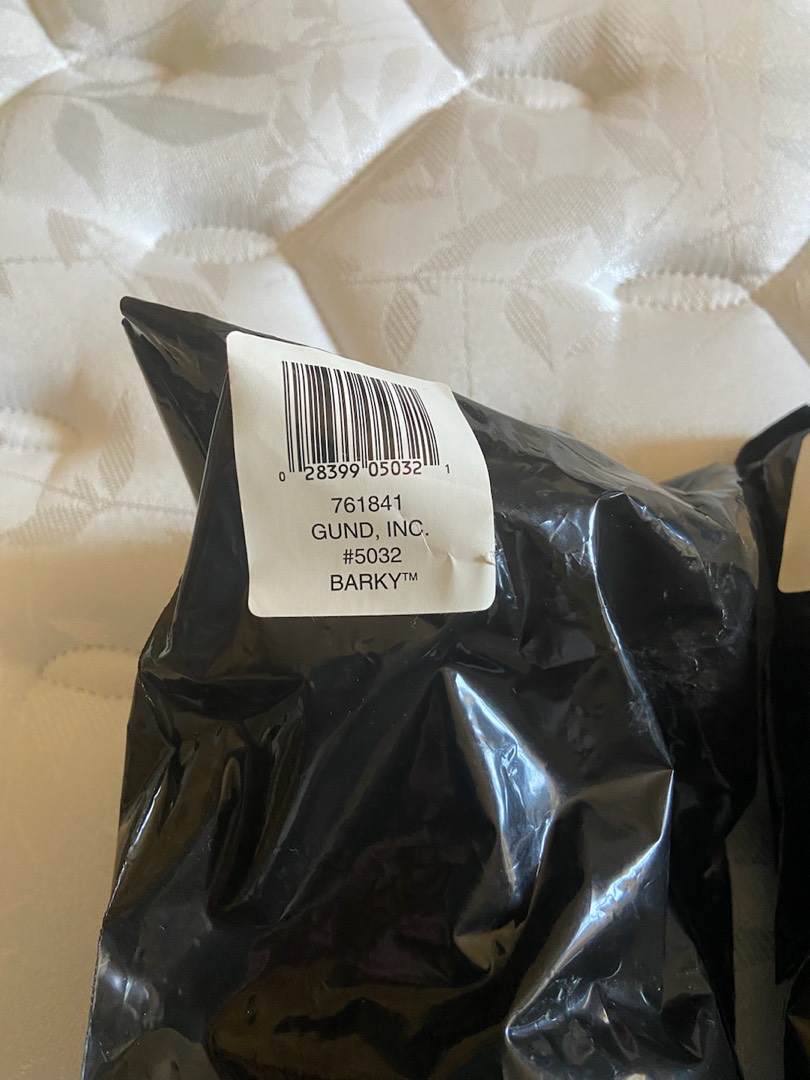 0 28399 05032 1
761841
GUND, INC.
#5032
BARKY™